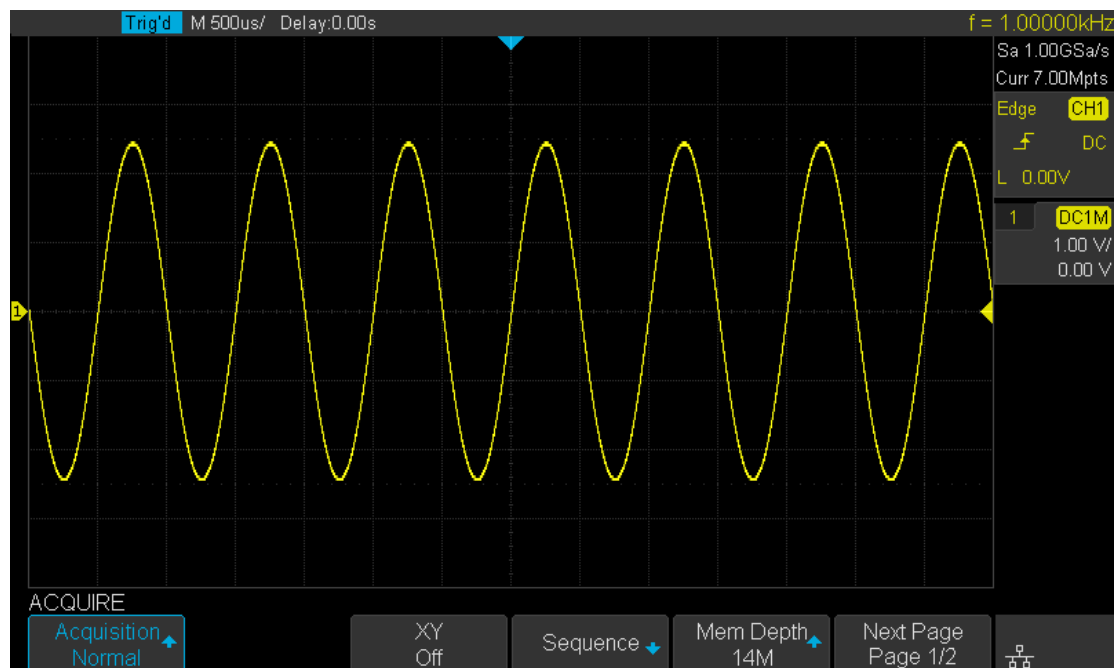 Trig'd M 500us/ Delay:0.00s f = 1.00000kHz
Sa 1.00GSa/s
Curr 7.00Mpts
Edge CH1
DC
L 0.00V
1 DC1M
1.00 V/
0.00 V
1
ACQUIRE
Acquisition
Normal
XY
Off
Sequence
Mem Depth
14M
Next Page
Page 1/2